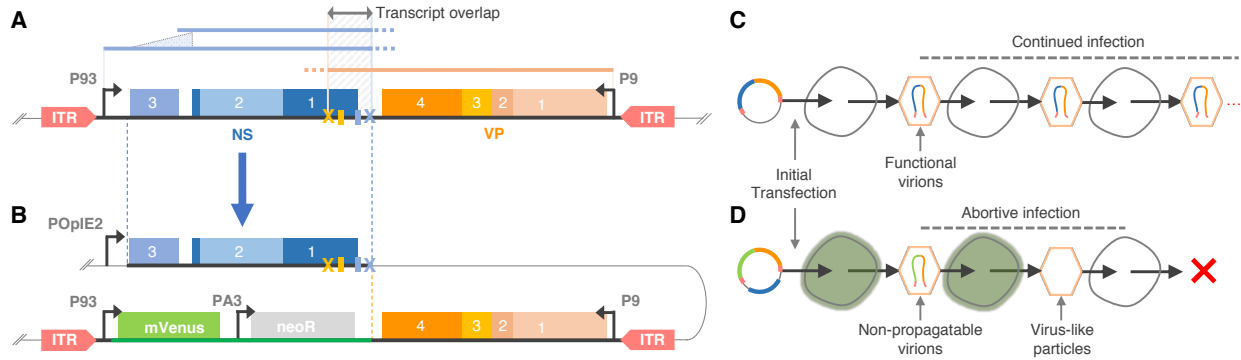 A
Transcript overlap
P93
P9
ITR
3
2
1
X
X
4
3
2
1
ITR
NS
VP
B
POpIE2
3
2
1
X
X
P93
PA3
P9
ITR
mVenus
neoR
4
3
2
1
ITR
C
Continued infection
Functional
virions
Initial
Transfection
D
Abortive infection
Non-propagatable
virions
Virus-like
particles